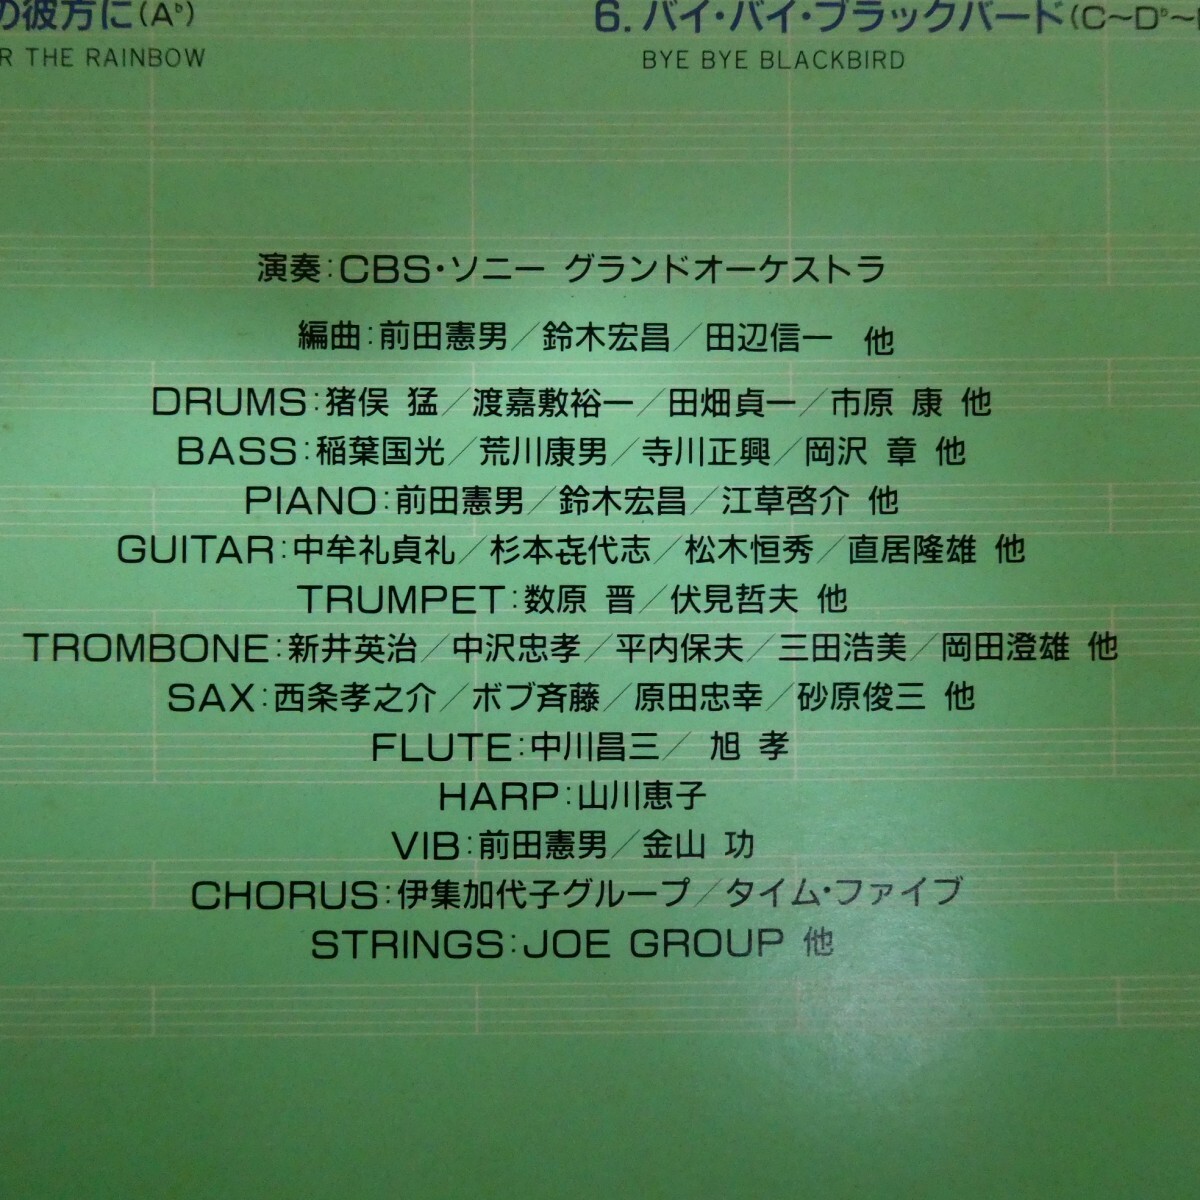 の彼方に(A♭)
R THE RAINBOW
6. バイ・バイ・ブラックバード(C〜D♭〜
BYE BYE BLACKBIRD
演奏:CBS・ソニー グランドオーケストラ
編曲:前田憲男/鈴木宏昌/田辺信一 他
DRUMS:猪俣 猛/渡嘉敷裕一/田畑貞一/市原 康 他
BASS:稲葉国光/荒川康男/寺川正興/岡沢 章 他
PIANO:前田憲男/鈴木宏昌/江草啓介 他
GUITAR:中牟礼貞礼/杉本㐂代志/松木恒秀/直居隆雄 他
TRUMPET:数原 晋/伏見哲夫 他
TROMBONE:新井英治/中沢忠孝/平内保夫/三田浩美/岡田澄雄 他
SAX:西条孝之介/ボブ斉藤/原田忠幸/砂原俊三 他
FLUTE:中川昌三/ 旭 孝
HARP:山川恵子
VIB:前田憲男/金山 功
CHORUS:伊集加代子グループ/タイム・ファイブ
STRINGS:JOE GROUP 他